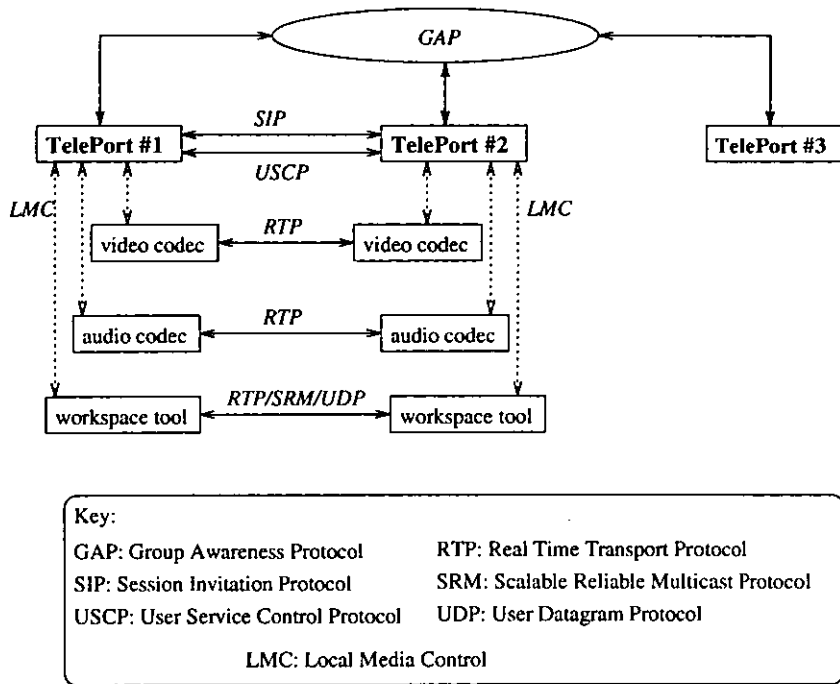 GAP
SIP
TelePort #1
TelePort #2
TelePort #3
USCP
LMC
LMC
RTP
video codec
video codec
RTP
audio codec
audio codec
RTP/SRM/UDP
workspace tool
workspace tool
Key:
GAP: Group Awareness Protocol
RTP: Real Time Transport Protocol
SIP: Session Invitation Protocol
SRM: Scalable Reliable Multicast Protocol
USCP: User Service Control Protocol
UDP: User Datagram Protocol
LMC: Local Media Control